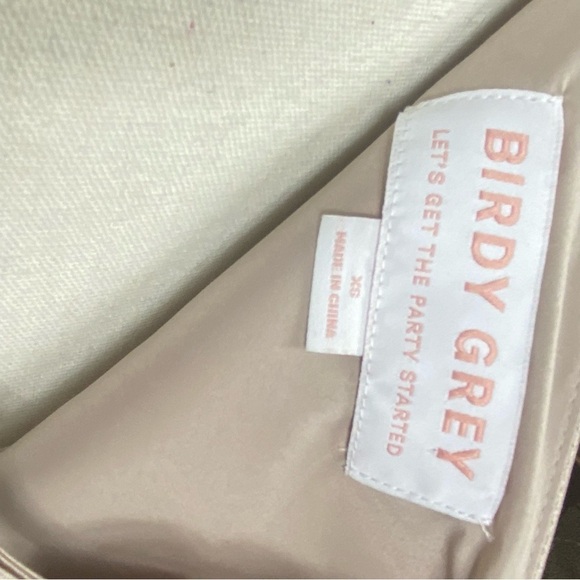 BIRDY GREY
LET'S GET THE PARTY STARTED
XS
MADE IN CHINA